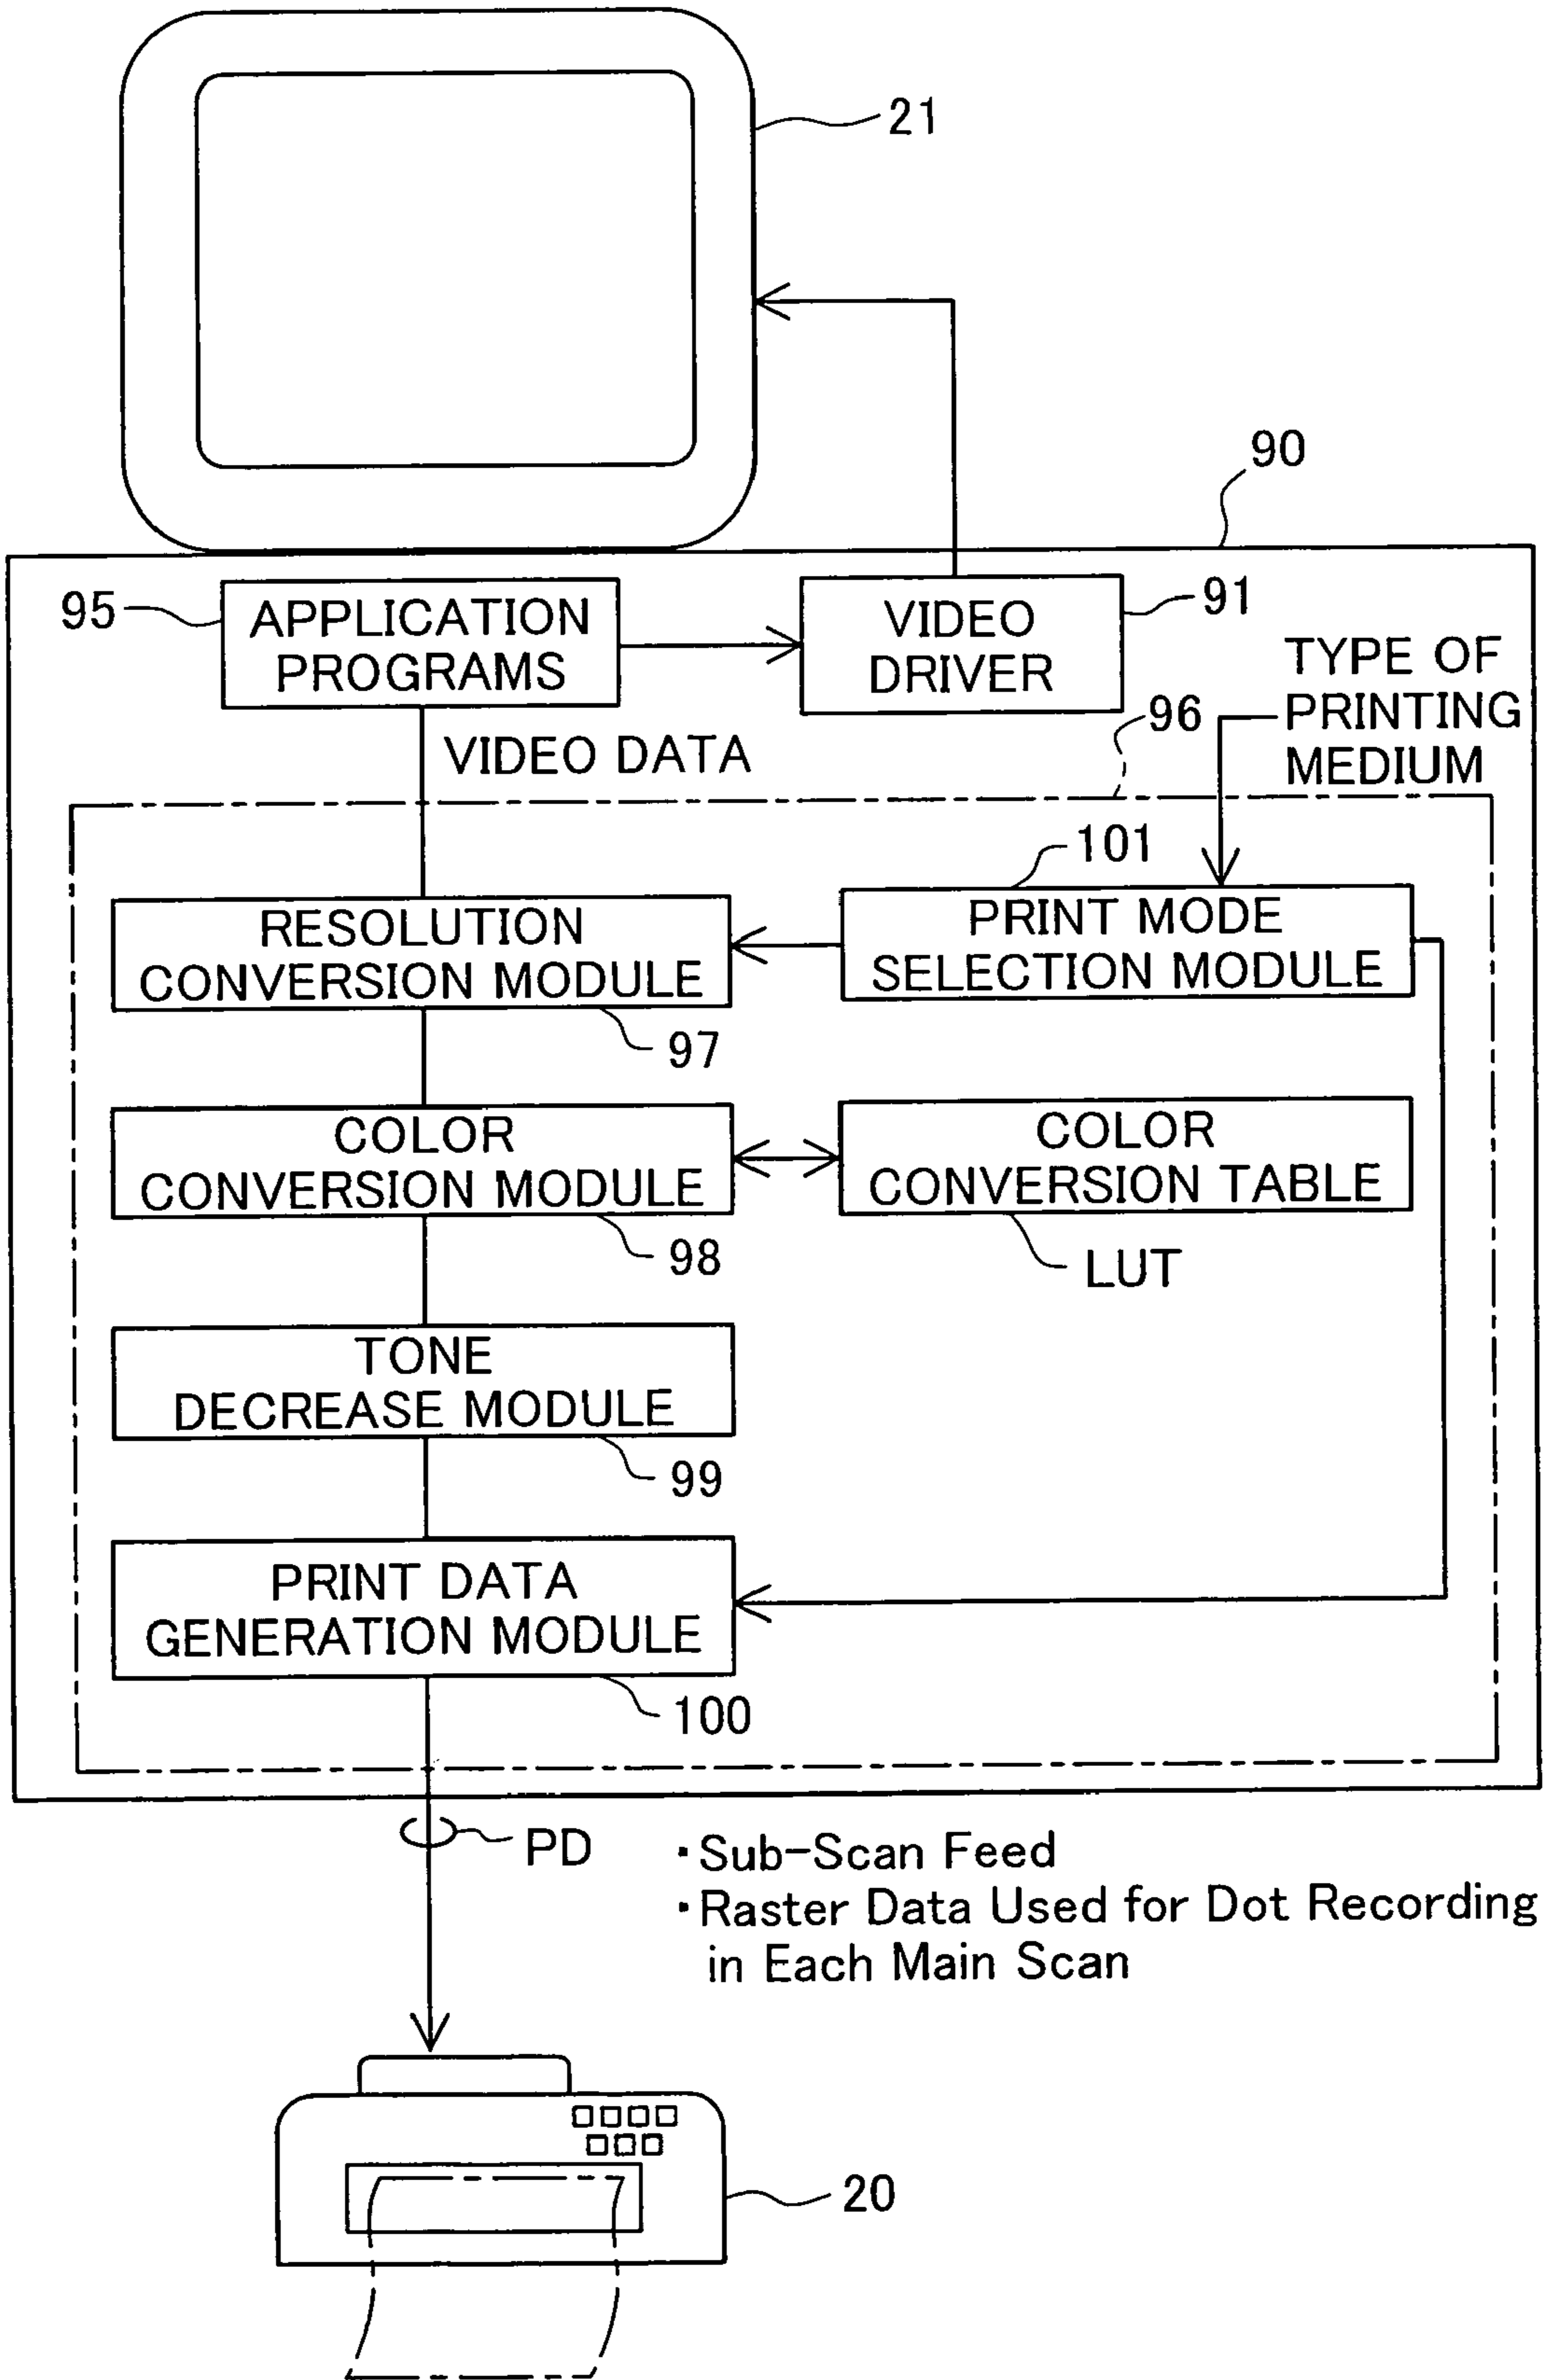 21
90
95
APPLICATION
PROGRAMS
VIDEO
DRIVER
91
TYPE OF
PRINTING
MEDIUM
96
VIDEO DATA
101
RESOLUTION
CONVERSION MODULE
PRINT MODE
SELECTION MODULE
97
COLOR
CONVERSION MODULE
COLOR
CONVERSION TABLE
98
LUT
TONE
DECREASE MODULE
99
PRINT DATA
GENERATION MODULE
100
PD
・Sub-Scan Feed
・Raster Data Used for Dot Recording
in Each Main Scan
20